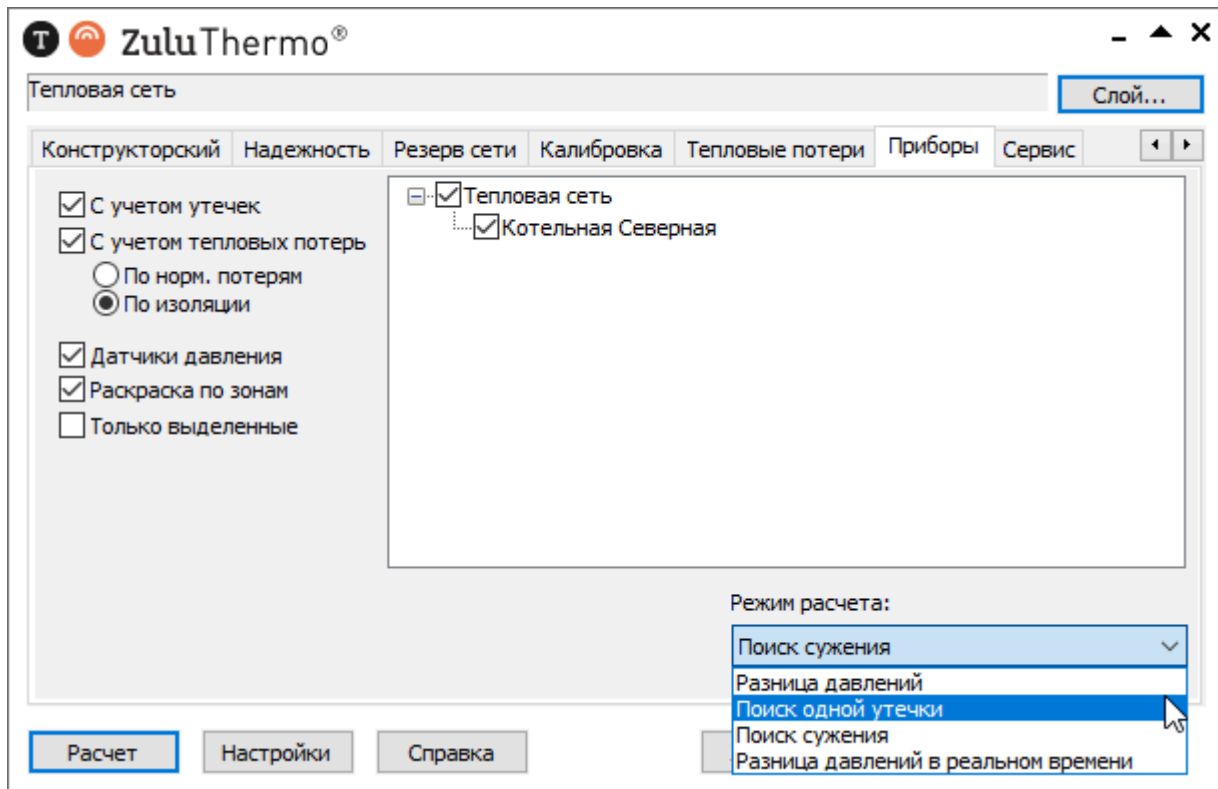 T ZuluThermo®
Тепловая сеть
Слой...
Конструкторский Надежность Резерв сети Калибровка Тепловые потери Приборы Сервис
С учетом утечек
С учетом тепловых потерь
По норм. потерям
По изоляции
Датчики давления
Раскраска по зонам
Только выделенные
Тепловая сеть
Котельная Северная
Режим расчета:
Поиск сужения
Разница давлений
Поиск одной утечки
Поиск сужения
Разница давлений в реальном времени
Расчет Настройки Справка